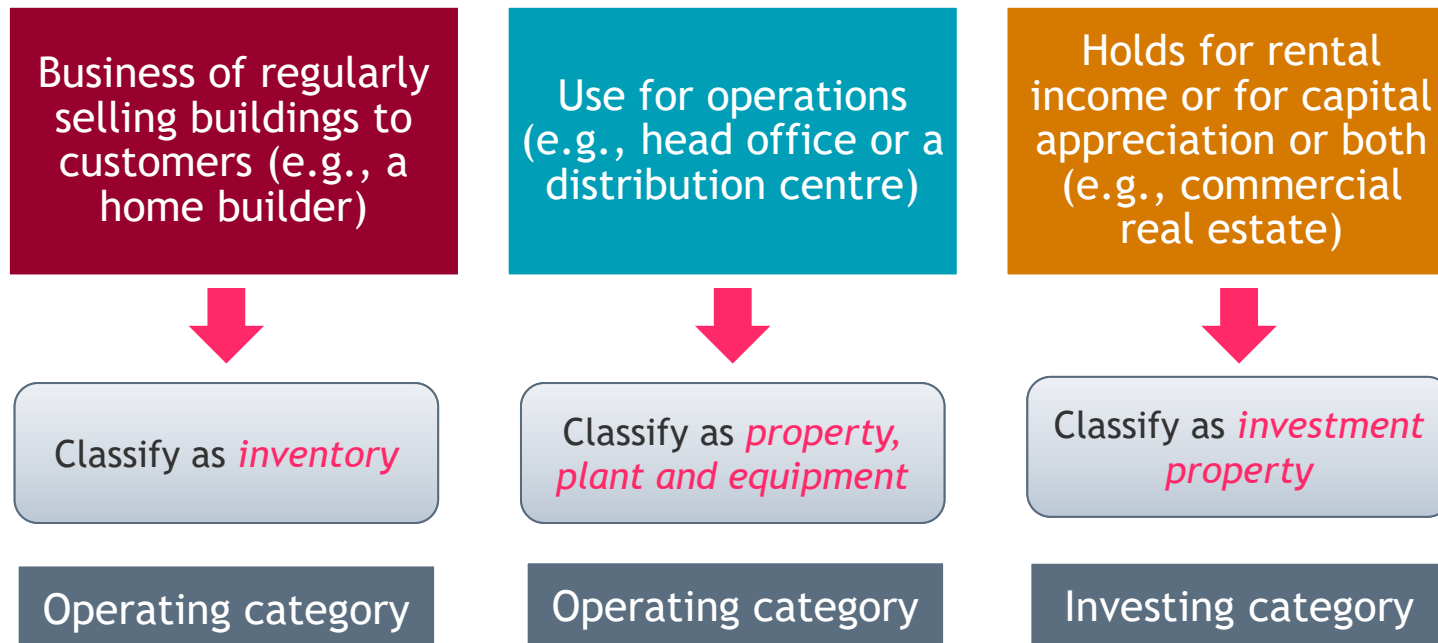 Business of regularly
selling buildings to
customers (e.g., a
home builder)
Use for operations
(e.g., head office or a
distribution centre)
Holds for rental
income or for capital
appreciation or both
(e.g., commercial
real estate)
Classify as inventory
Classify as property,
plant and equipment
Classify as investment
property
Operating category
Operating category
Investing category